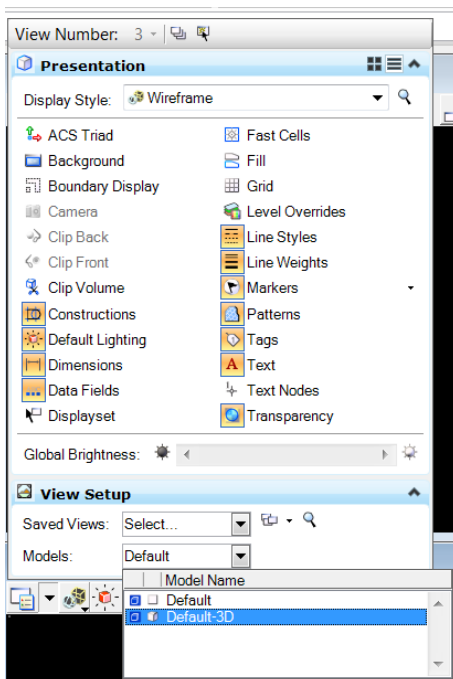 View Number: 3
Presentation
Display Style: Wireframe
ACS Triad Fast Cells
Background Fill
Boundary Display Grid
Camera Level Overrides
Clip Back Line Styles
Clip Front Line Weights
Clip Volume Markers
Constructions Patterns
Default Lighting Tags
Dimensions A Text
Data Fields Text Nodes
Displayset Transparency
Global Brightness:
View Setup
Saved Views: Select...
Models: Default
Model Name
Default
Default-3D